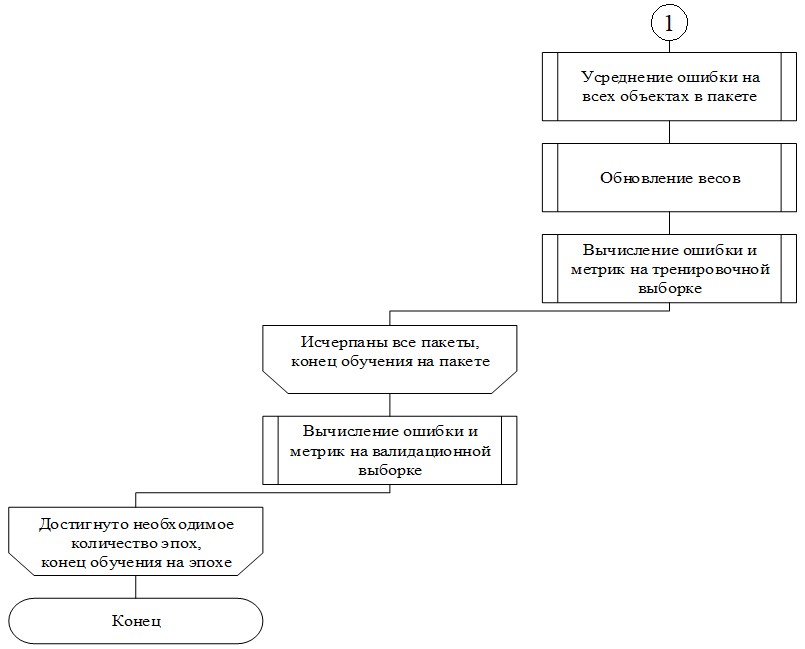 1
Усреднение ошибки на
всех объектах в пакете
Обновление весов
Вычисление ошибки и
метрик на тренировочной
выборке
Исчерпаны все пакеты,
конец обучения на пакете
Вычисление ошибки и
метрик на валидационной
выборке
Достигнуто необходимое
количество эпох,
конец обучения на эпохе
Конец